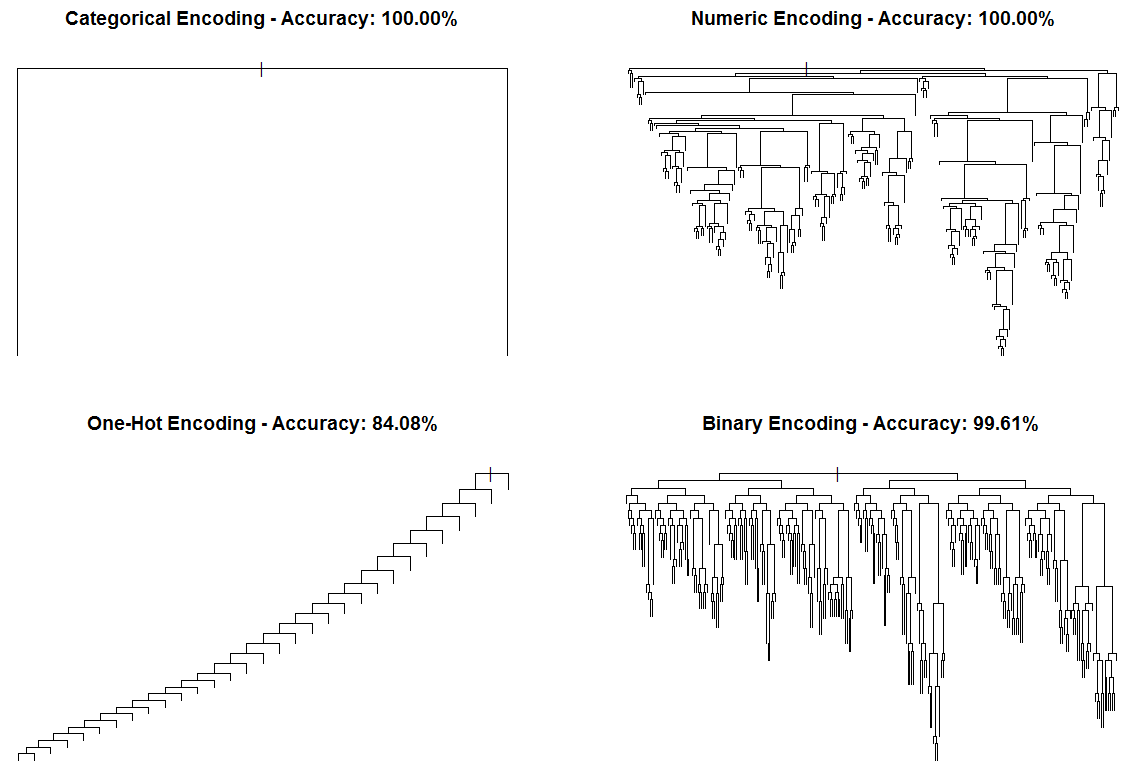 Categorical Encoding - Accuracy: 100.00%
Numeric Encoding - Accuracy: 100.00%
One-Hot Encoding - Accuracy: 84.08%
Binary Encoding - Accuracy: 99.61%